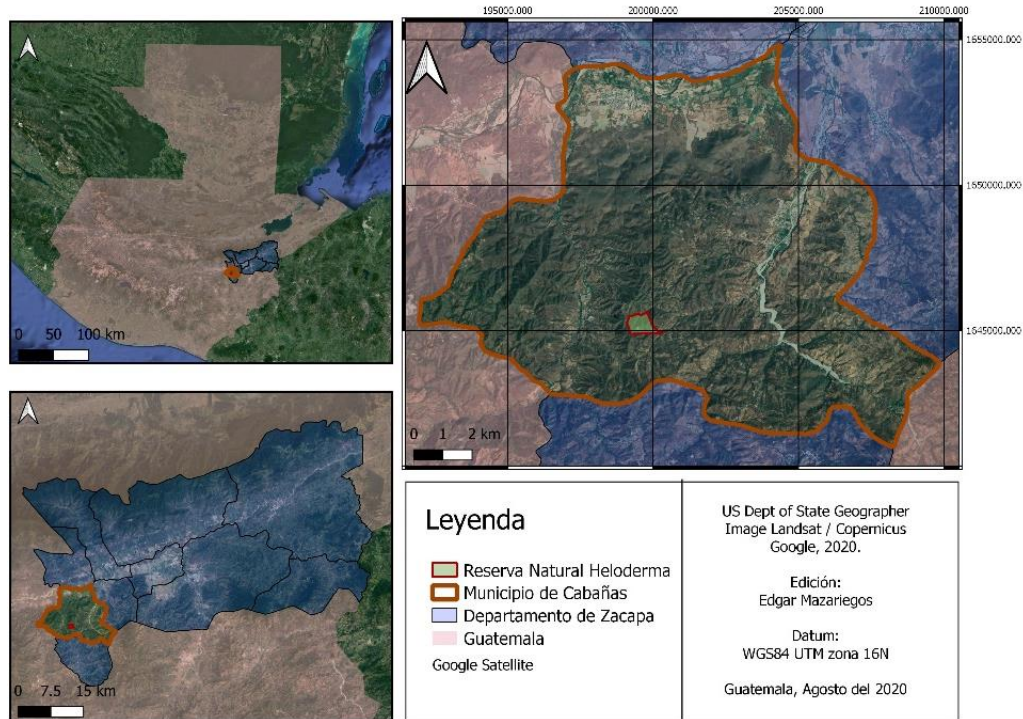 195000.000 200000.000 205000.000 210000.000
1655000.000
1650000.000
1645000.000
0 50 100 km
0 1 2 km
0 7.5 15 km
Leyenda
Reserva Natural Heloderma
Municipio de Cabañas
Departamento de Zacapa
Guatemala
Google Satellite
US Dept of State Geographer
Image Landsat / Copernicus
Google, 2020.
Edición:
Edgar Mazariegos
Datum:
WGS84 UTM zona 16N
Guatemala, Agosto del 2020